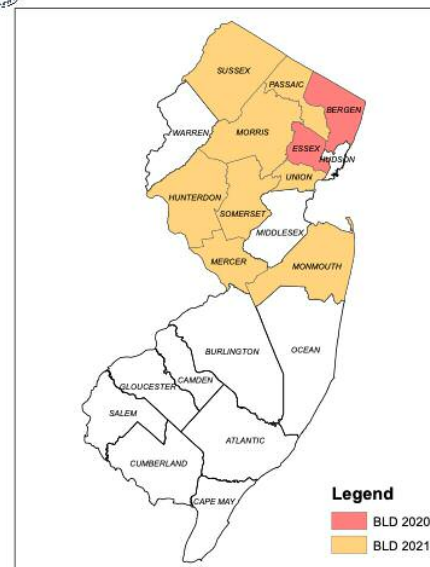 SUSSEX
PASSAIC
BERGEN
WARREN
MORRIS
ESSEX
HUDSON
UNION
HUNTERDON
SOMERSET
MIDDLESEX
MERCER
MONMOUTH
BURLINGTON
OCEAN
CAMDEN
GLOUCESTER
SALEM
ATLANTIC
CUMBERLAND
CAPE MAY
Legend
BLD 2020
BLD 2021